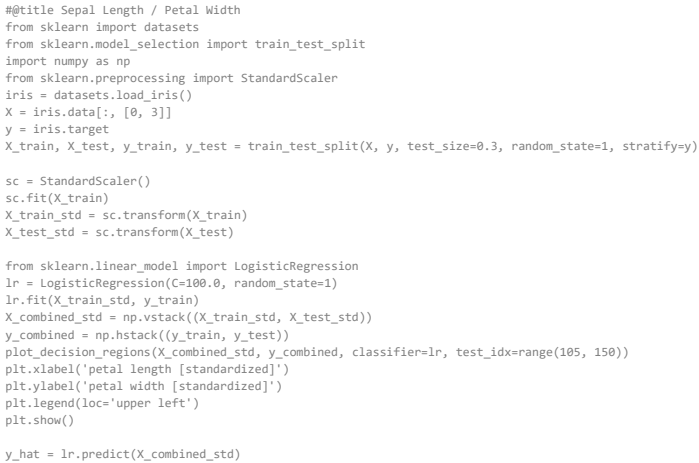 #@title Sepal Length / Petal Width
from sklearn import datasets
from sklearn.model_selection import train_test_split
import numpy as np
from sklearn.preprocessing import StandardScaler
iris = datasets.load_iris()
X = iris.data[:, [0, 3]]
y = iris.target
X_train, X_test, y_train, y_test = train_test_split(X, y, test_size=0.3, random_state=1, stratify=y)

sc = StandardScaler()
sc.fit(X_train)
X_train_std = sc.transform(X_train)
X_test_std = sc.transform(X_test)

from sklearn.linear_model import LogisticRegression
lr = LogisticRegression(C=100.0, random_state=1)
lr.fit(X_train_std, y_train)
X_combined_std = np.vstack((X_train_std, X_test_std))
y_combined = np.hstack((y_train, y_test))
plot_decision_regions(X_combined_std, y_combined, classifier=lr, test_idx=range(105, 150))
plt.xlabel('petal length [standardized]')
plt.ylabel('petal width [standardized]')
plt.legend(loc='upper left')
plt.show()

y_hat = lr.predict(X_combined_std)